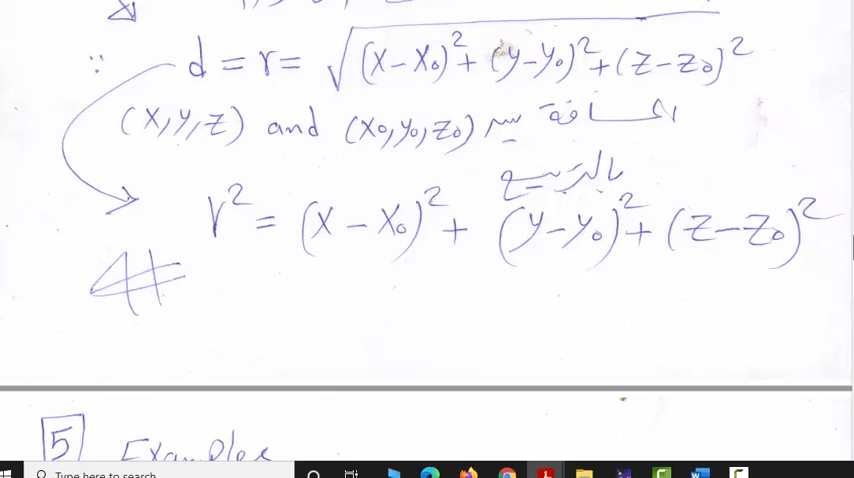 ∵ d = r = √((x-x₀)² + (y-y₀)² + (z-z₀)²)
المسافة بين (x₀,y₀,z₀) and (x,y,z)
بالتربيع
r² = (x - x₀)² + (y-y₀)² + (z-z₀)²
#
5 Examples
Type here to search